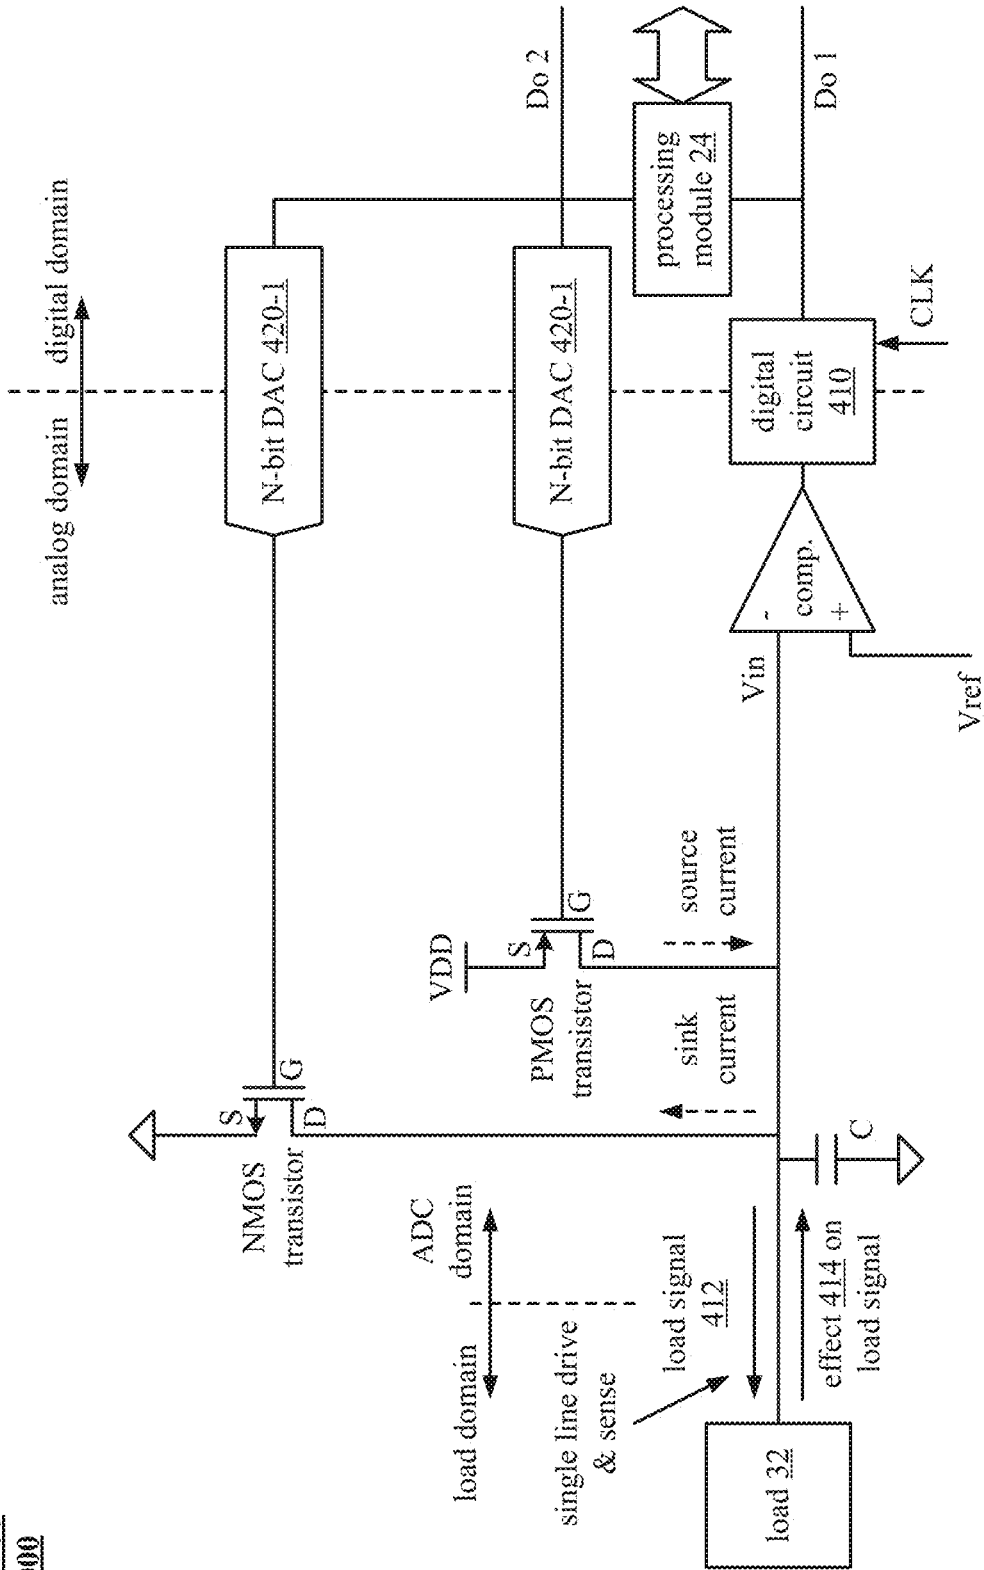 analog domain
digital domain
N-bit DAC 420-1
N-bit DAC 420-1
Do 2
processing
module 24
Do 1
digital
circuit
410
CLK
comp.
-
+
Vin
Vref
VDD
S
G
D
PMOS
transistor
source
current
sink
current
S
G
D
NMOS
transistor
C
ADC
domain
load domain
single line drive
& sense
load signal
412
effect 414 on
load signal
load 32